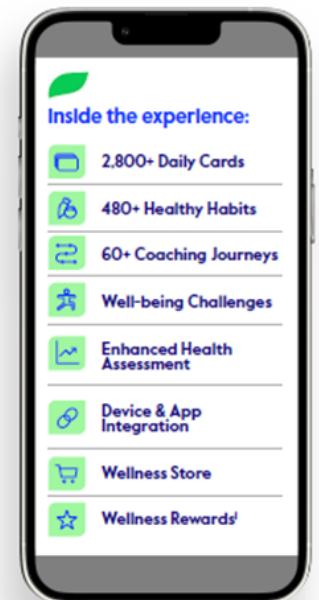 Inside the experience:
2,800+ Daily Cards
480+ Healthy Habits
60+ Coaching Journeys
Well-being Challenges
Enhanced Health
Assessment
Device & App
Integration
Wellness Store
Wellness Rewards¹